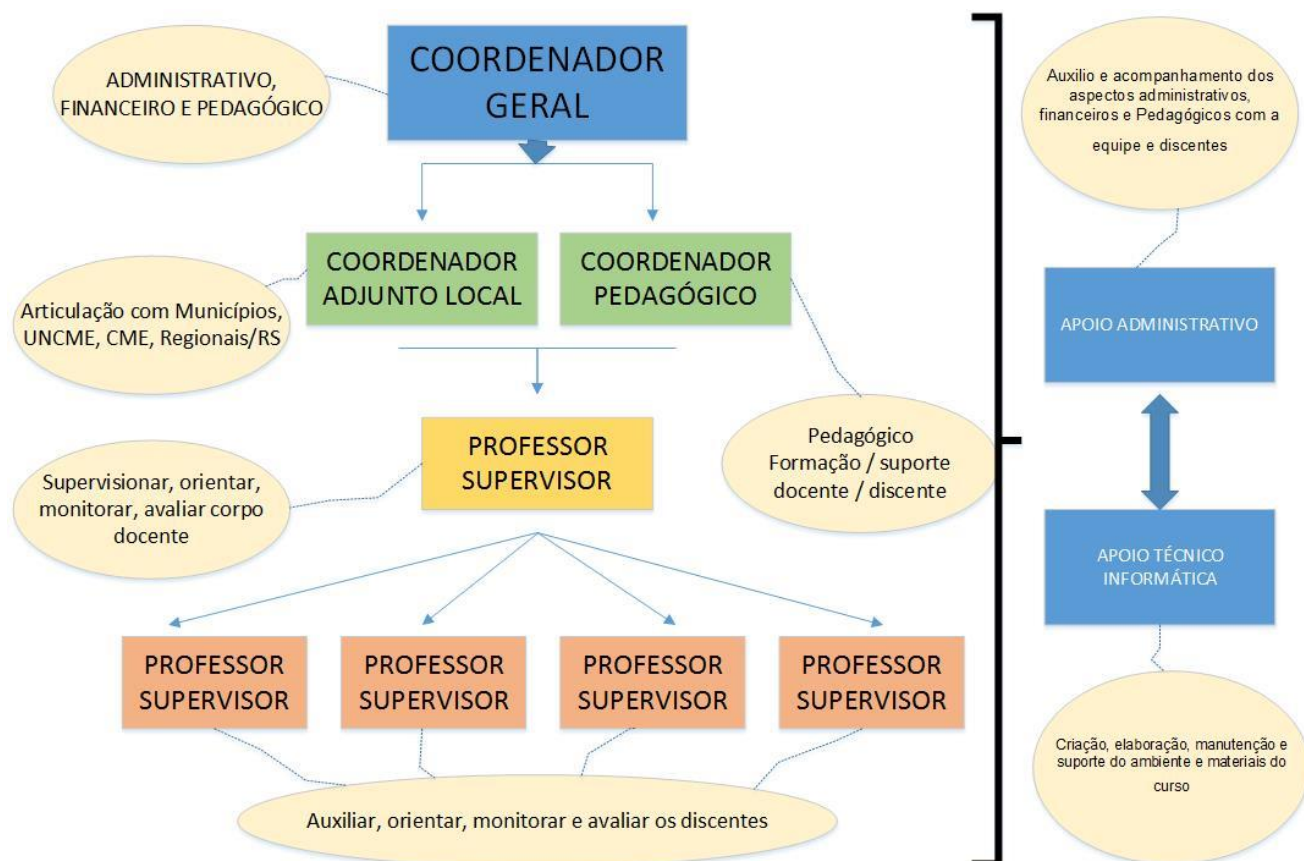 COORDENADOR
GERAL
ADMINISTRATIVO,
FINANCEIRO E PEDAGÓGICO
COORDENADOR
ADJUNTO LOCAL
COORDENADOR
PEDAGÓGICO
Articulação com Municípios,
UNCME, CME, Regionais/RS
PROFESSOR
SUPERVISOR
Pedagógico
Formação / suporte
docente / discente
Supervisionar, orientar,
monitorar, avaliar corpo
docente
PROFESSOR
SUPERVISOR
PROFESSOR
SUPERVISOR
PROFESSOR
SUPERVISOR
PROFESSOR
SUPERVISOR
Auxiliar, orientar, monitorar e avaliar os discentes
Auxilio e acompanhamento dos
aspectos administrativos,
financeiros e Pedagógicos com a
equipe e discentes
APOIO ADMINISTRATIVO
APOIO TÉCNICO
INFORMÁTICA
Criação, elaboração, manutenção e
suporte do ambiente e materiais do
curso